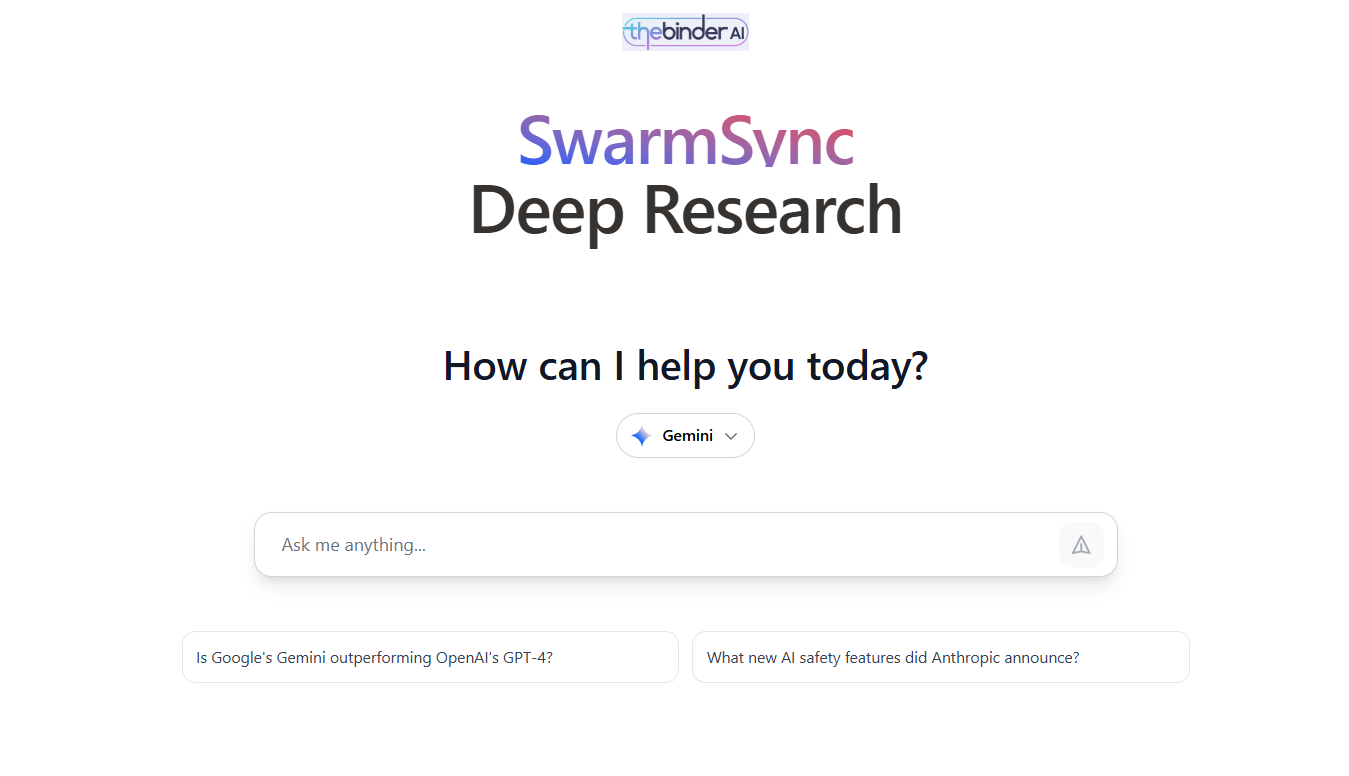 thebinder AI
SwarmSync
Deep Research
How can I help you today?
Gemini
Ask me anything...
Is Google's Gemini outperforming OpenAI's GPT-4?
What new AI safety features did Anthropic announce?